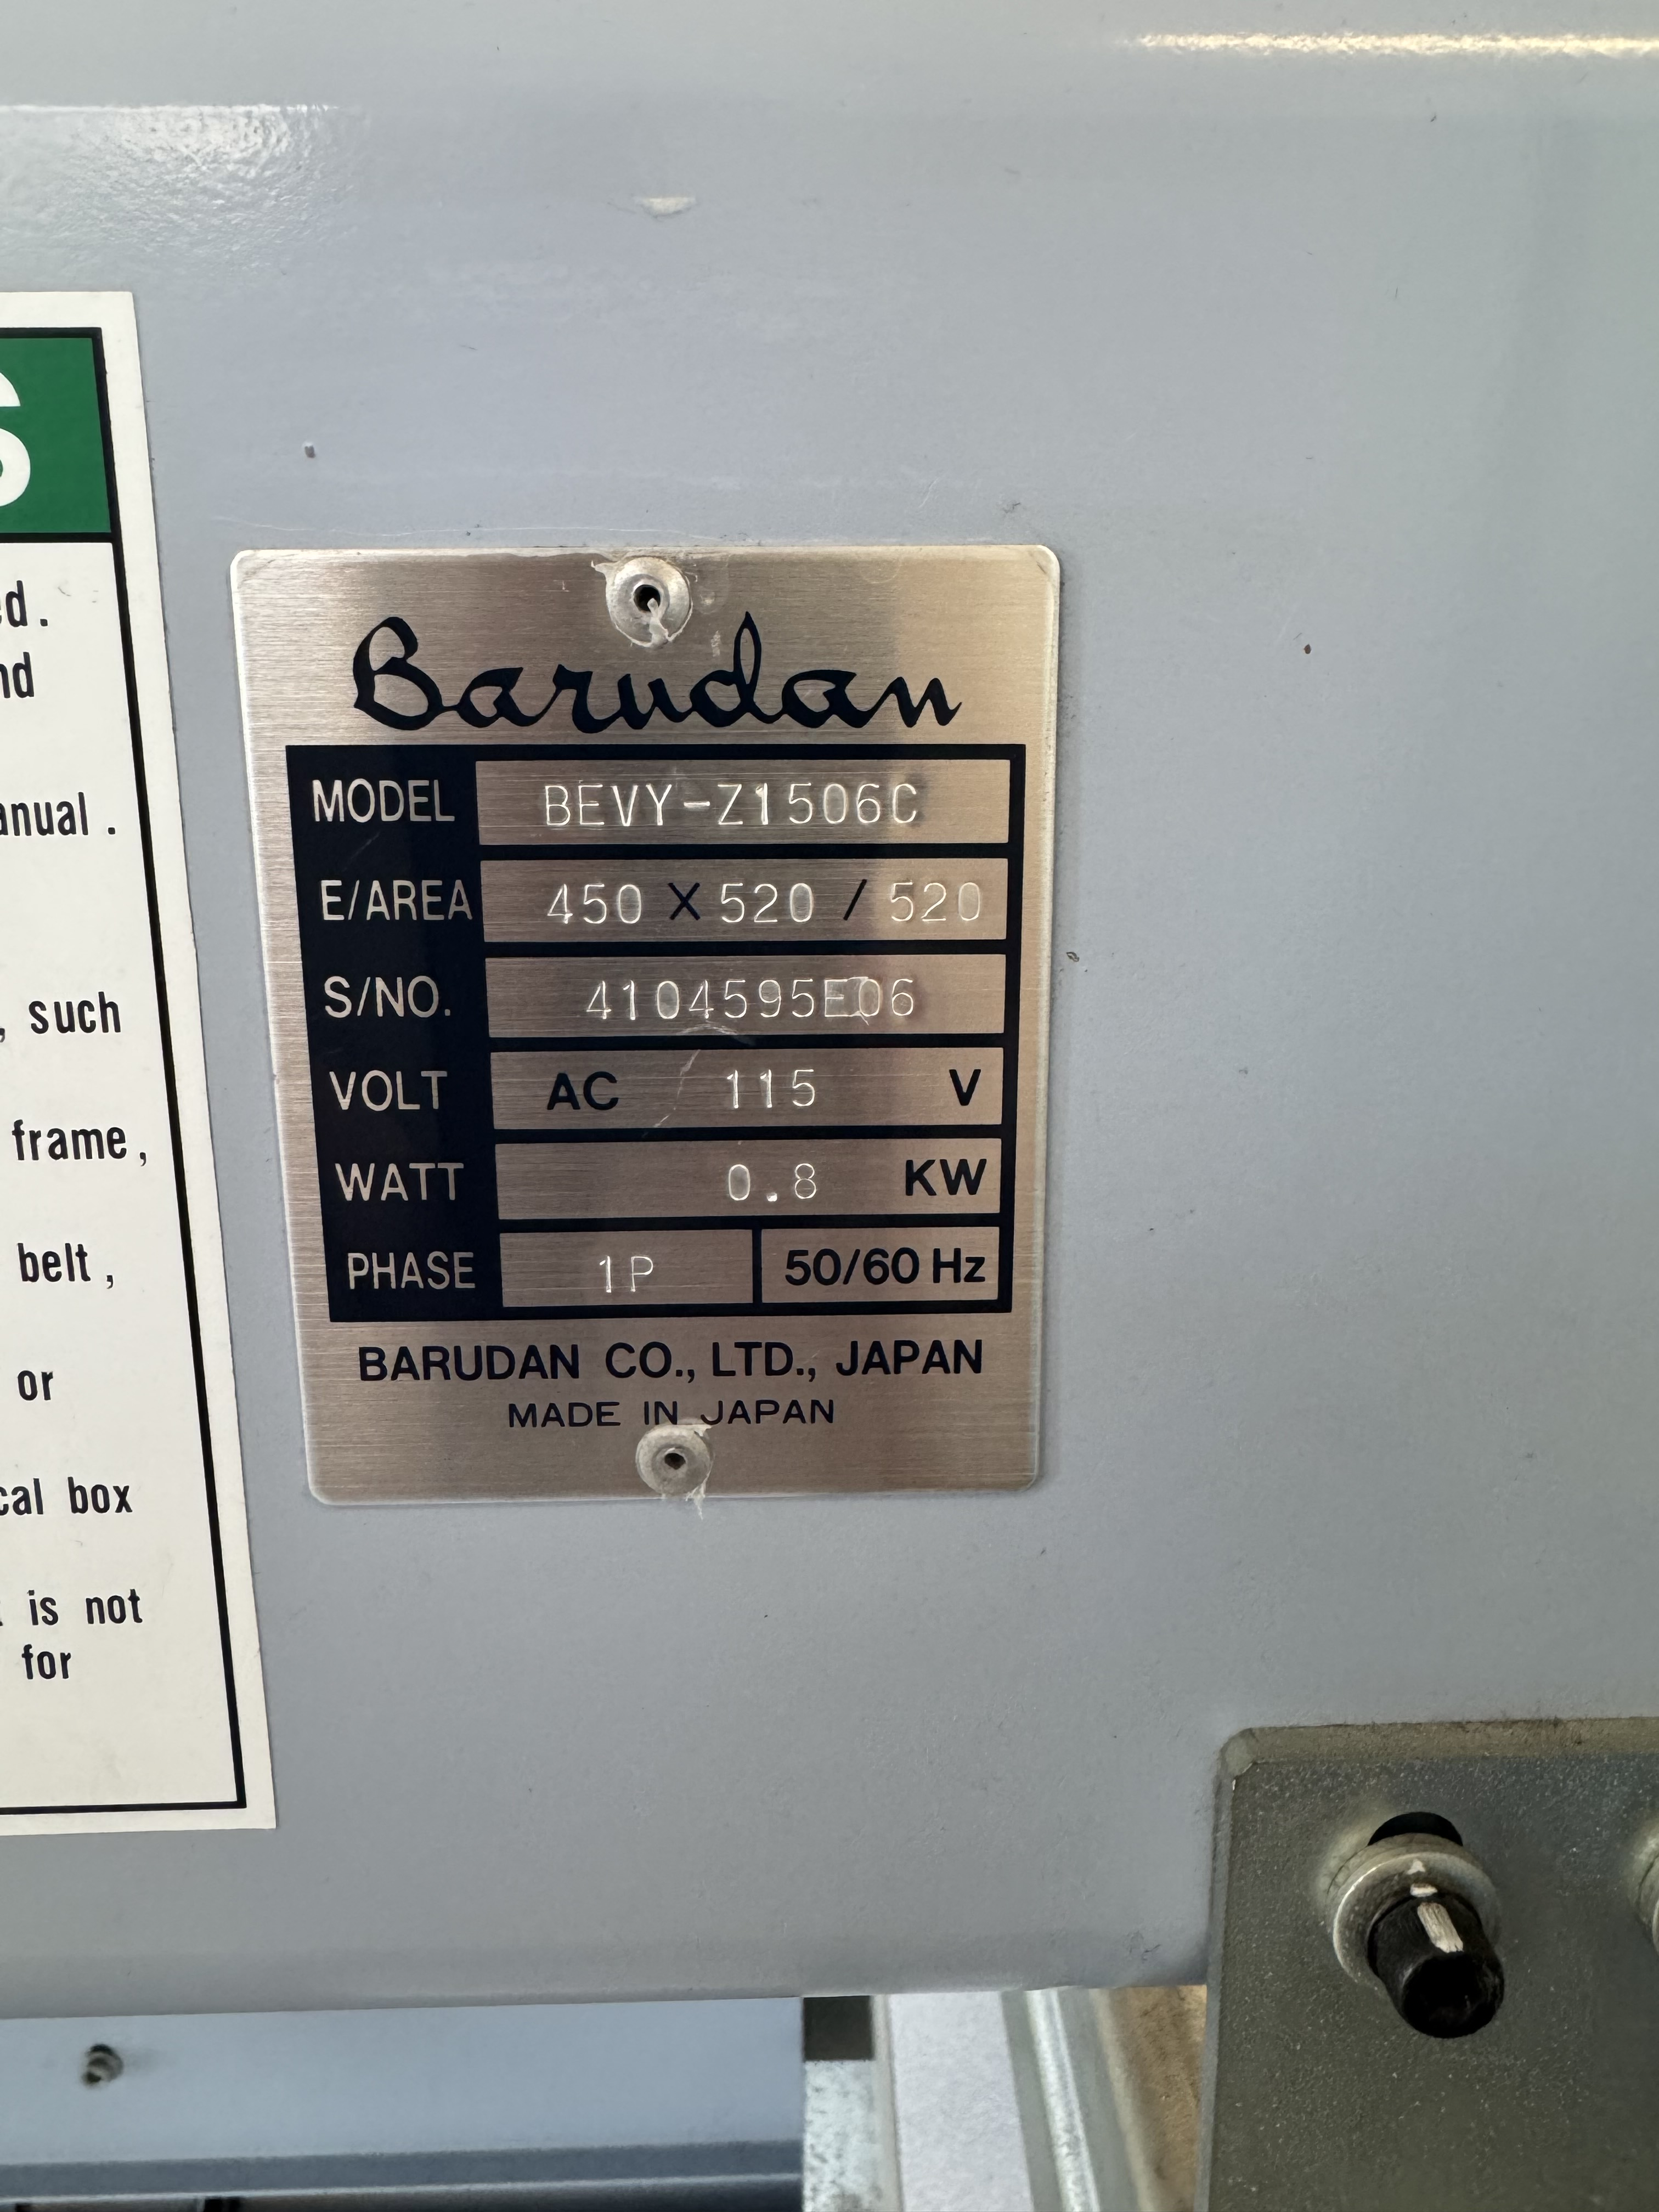 S
ed.
nd
anual.
, such
frame,
belt,
or
cal box
is not
for
Barudan
MODEL BEVY-Z1506C
E/AREA 450 X 520 / 520
S/NO. 4104595E06
VOLT AC 115 V
WATT 0.8 KW
PHASE 1P 50/60 Hz
BARUDAN CO., LTD., JAPAN
MADE IN JAPAN